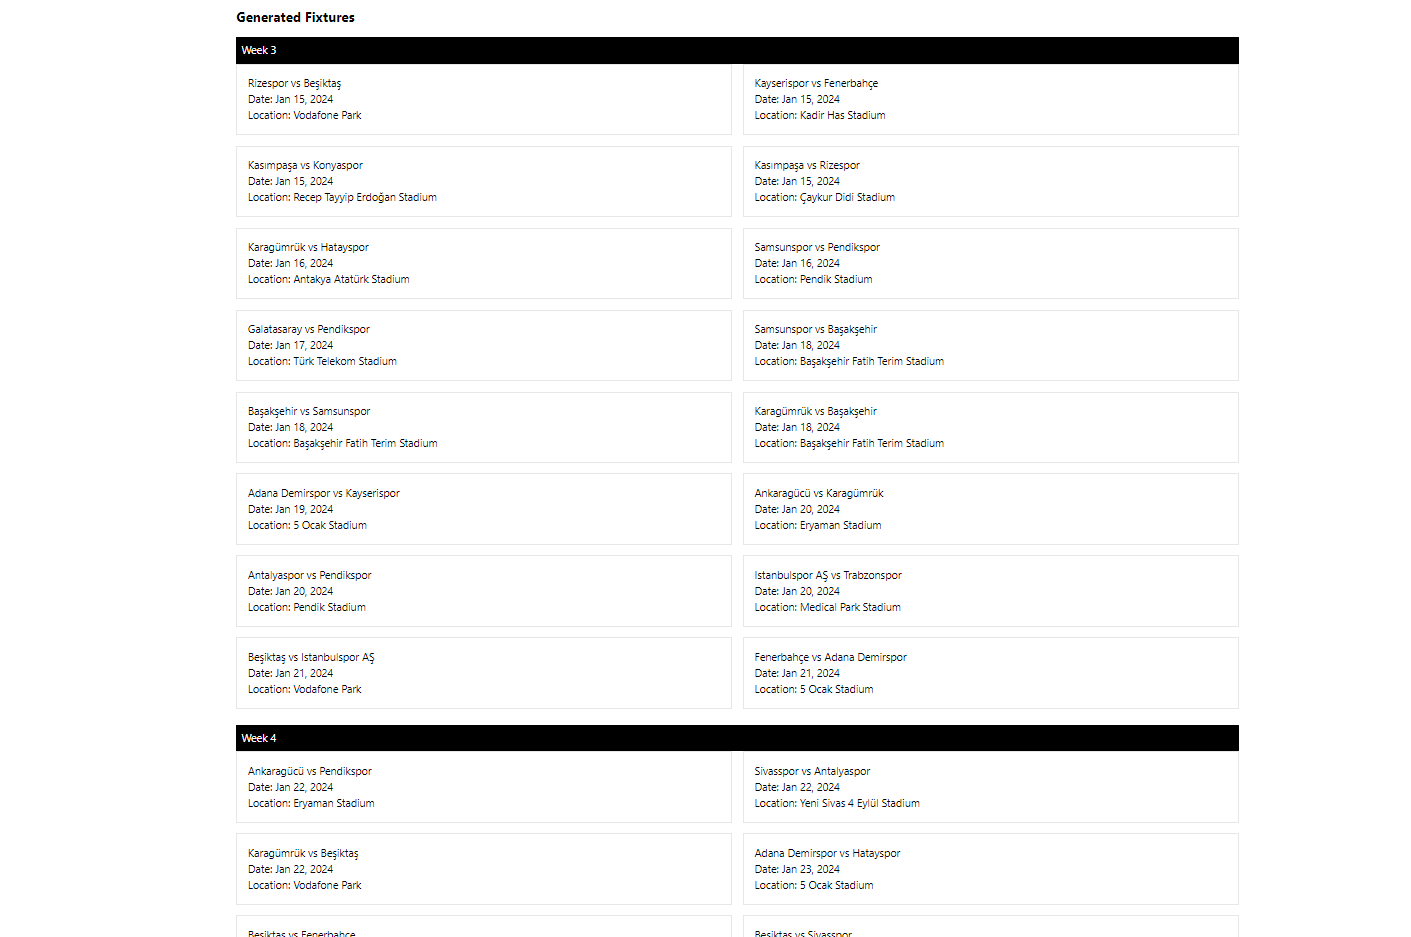 Generated Fixtures
Week 3
Rizespor vs Beşiktaş
Date: Jan 15, 2024
Location: Vodafone Park
Kayserispor vs Fenerbahçe
Date: Jan 15, 2024
Location: Kadir Has Stadium
Kasımpaşa vs Konyaspor
Date: Jan 15, 2024
Location: Recep Tayyip Erdoğan Stadium
Kasımpaşa vs Rizespor
Date: Jan 15, 2024
Location: Çaykur Didi Stadium
Karagümrük vs Hatayspor
Date: Jan 16, 2024
Location: Antakya Atatürk Stadium
Samsunspor vs Pendikspor
Date: Jan 16, 2024
Location: Pendik Stadium
Galatasaray vs Pendikspor
Date: Jan 17, 2024
Location: Türk Telekom Stadium
Samsunspor vs Başakşehir
Date: Jan 18, 2024
Location: Başakşehir Fatih Terim Stadium
Başakşehir vs Samsunspor
Date: Jan 18, 2024
Location: Başakşehir Fatih Terim Stadium
Karagümrük vs Başakşehir
Date: Jan 18, 2024
Location: Başakşehir Fatih Terim Stadium
Adana Demirspor vs Kayserispor
Date: Jan 19, 2024
Location: 5 Ocak Stadium
Ankaragücü vs Karagümrük
Date: Jan 20, 2024
Location: Eryaman Stadium
Antalyaspor vs Pendikspor
Date: Jan 20, 2024
Location: Pendik Stadium
Istanbulspor AŞ vs Trabzonspor
Date: Jan 20, 2024
Location: Medical Park Stadium
Beşiktaş vs Istanbulspor AŞ
Date: Jan 21, 2024
Location: Vodafone Park
Fenerbahçe vs Adana Demirspor
Date: Jan 21, 2024
Location: 5 Ocak Stadium
Week 4
Ankaragücü vs Pendikspor
Date: Jan 22, 2024
Location: Eryaman Stadium
Sivasspor vs Antalyaspor
Date: Jan 22, 2024
Location: Yeni Sivas 4 Eylül Stadium
Karagümrük vs Beşiktaş
Date: Jan 22, 2024
Location: Vodafone Park
Adana Demirspor vs Hatayspor
Date: Jan 23, 2024
Location: 5 Ocak Stadium
Beşiktaş vs Fenerbahçe
Beşiktaş vs Sivasspor